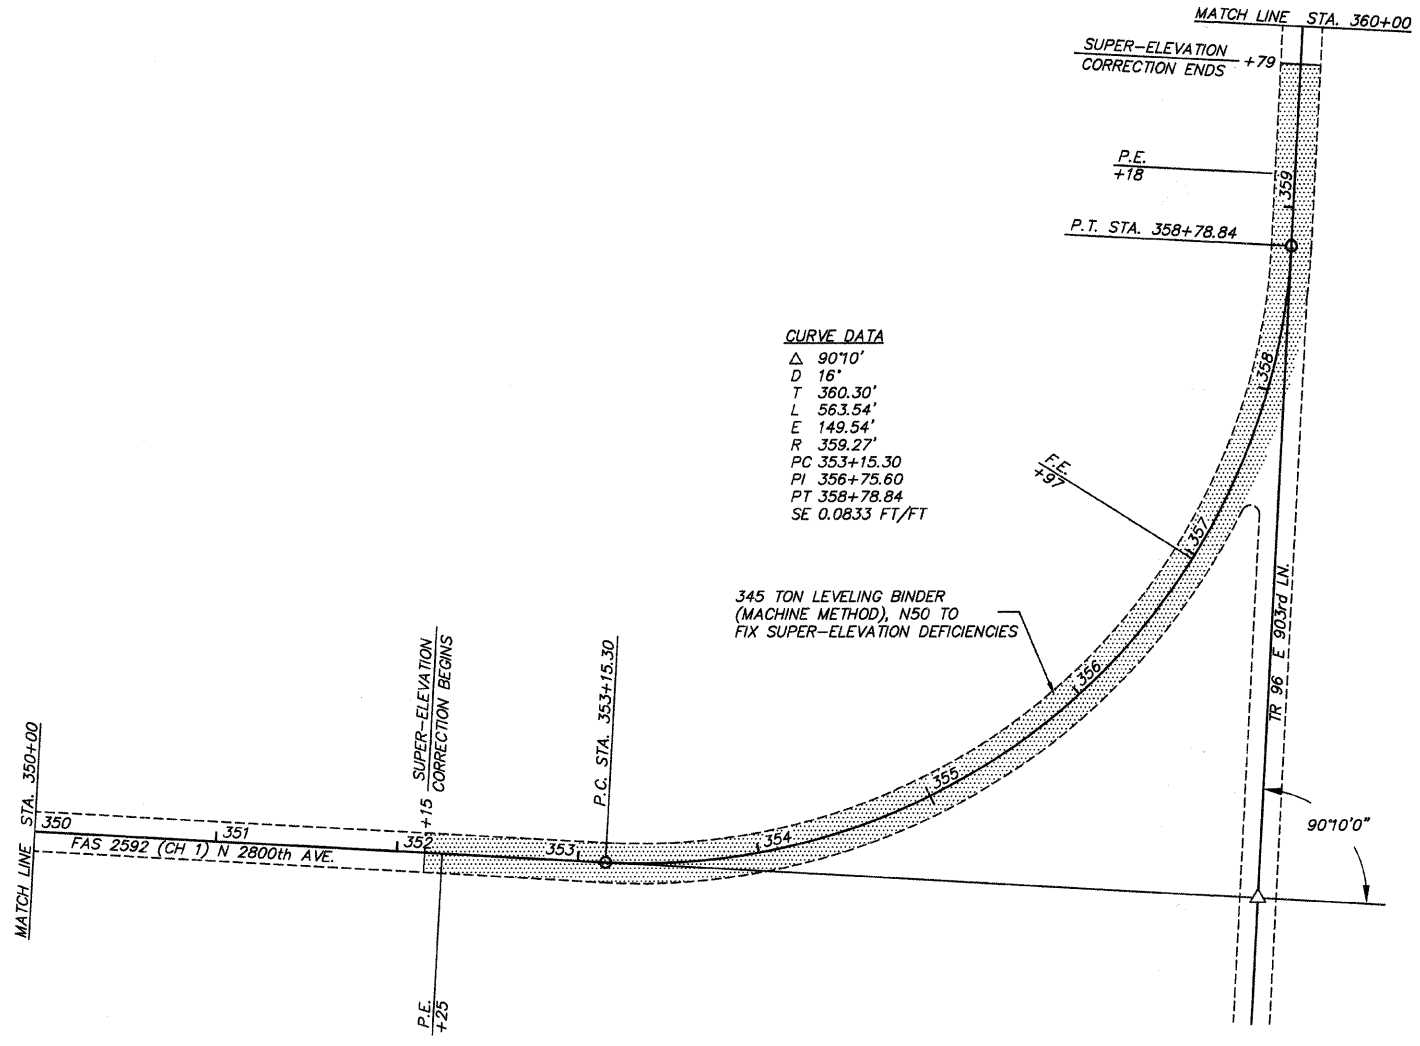 MATCH LINE STA. 360+00
SUPER-ELEVATION
CORRECTION ENDS
+79
P.E.
+18
359
P.T. STA. 358+78.84
358
CURVE DATA
△ 90°10'
D 16°
T 360.30'
L 563.54'
E 149.54'
R 359.27'
PC 353+15.30
PI 356+75.60
PT 358+78.84
SE 0.0833 FT/FT
F.E.
+97
357
345 TON LEVELING BINDER
(MACHINE METHOD), N50 TO
FIX SUPER-ELEVATION DEFICIENCIES
TR 96 E 903rd LN.
356
355
354
353
P.C. STA. 353+15.30
+15
SUPER-ELEVATION
CORRECTION BEGINS
MATCH LINE STA. 350+00
350
351
352
FAS 2592 (CH 1) N 2800th AVE.
90°10'0"
P.E.
+25